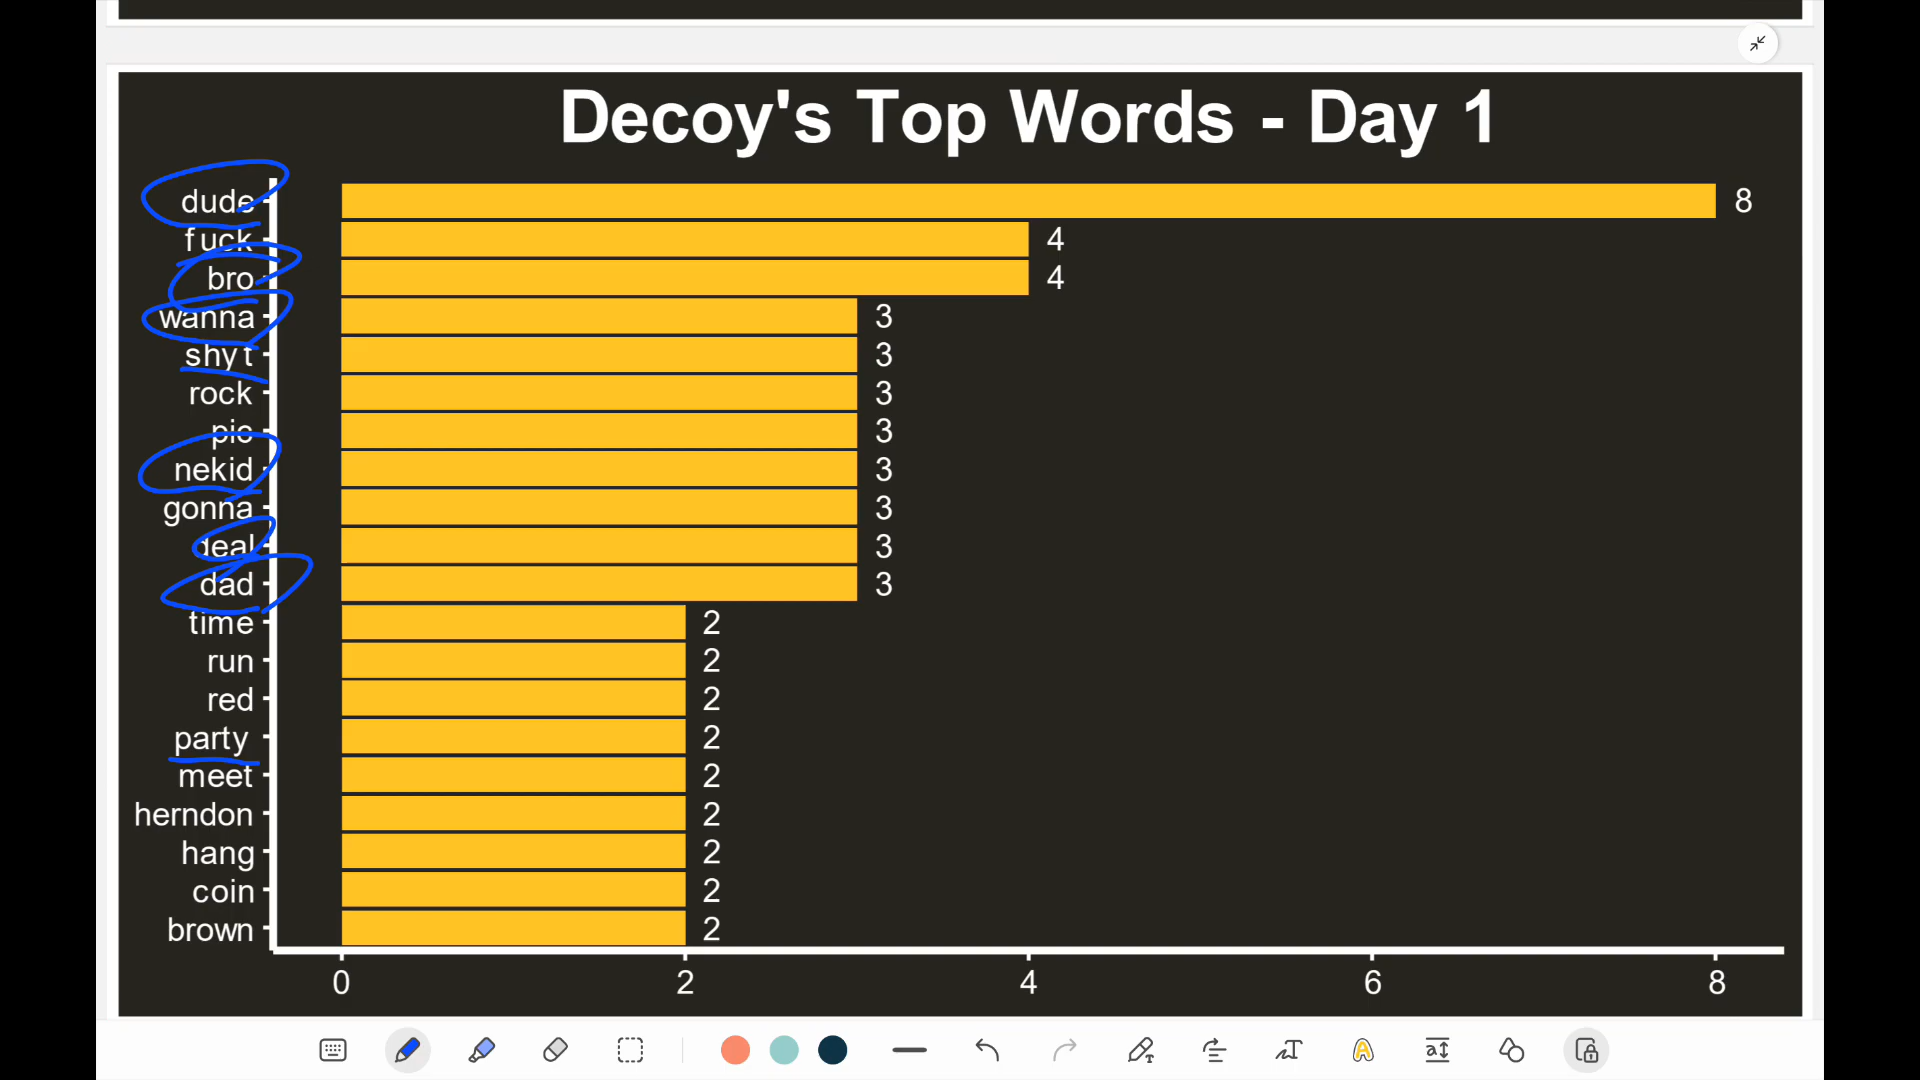 Decoy's Top Words - Day 1
dude 8
fuck 4
bro 4
wanna 3
shyt 3
rock 3
pic 3
nekid 3
gonna 3
deal 3
dad 3
time 2
run 2
red 2
party 2
meet 2
herndon 2
hang 2
coin 2
brown 2
0 2 4 6 8